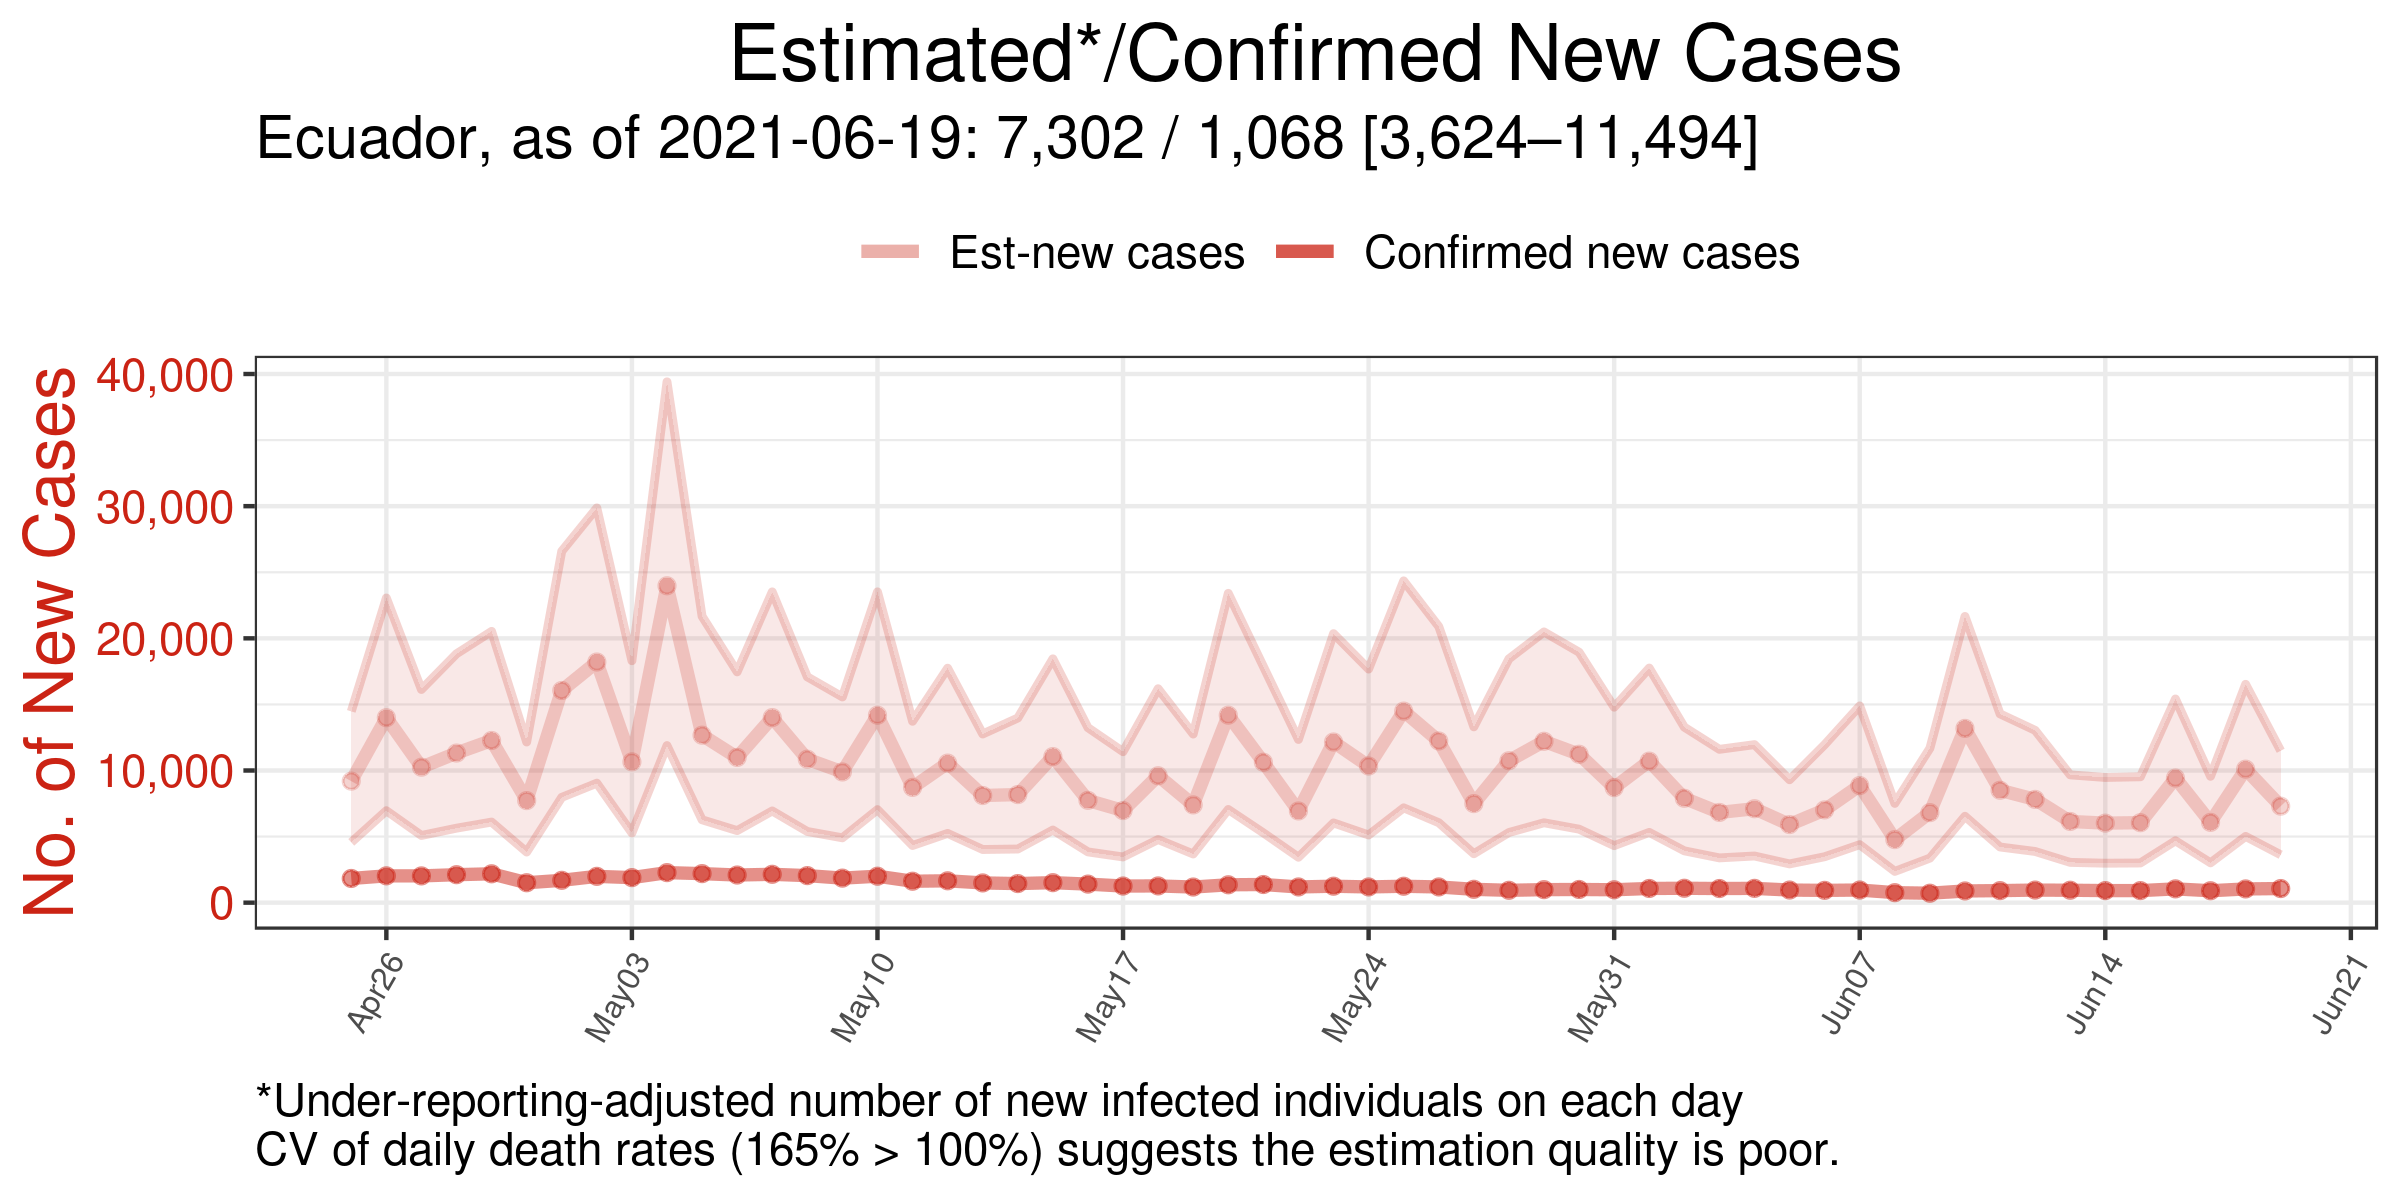 Estimated*/Confirmed New Cases
Ecuador, as of 2021-06-19: 7,302 / 1,068 [3,624–11,494]
Est-new cases
Confirmed new cases
No. of New Cases
40,000
30,000
20,000
10,000
0
Apr26
May03
May10
May17
May24
May31
Jun07
Jun14
Jun21
*Under-reporting-adjusted number of new infected individuals on each day
CV of daily death rates (165% > 100%) suggests the estimation quality is poor.